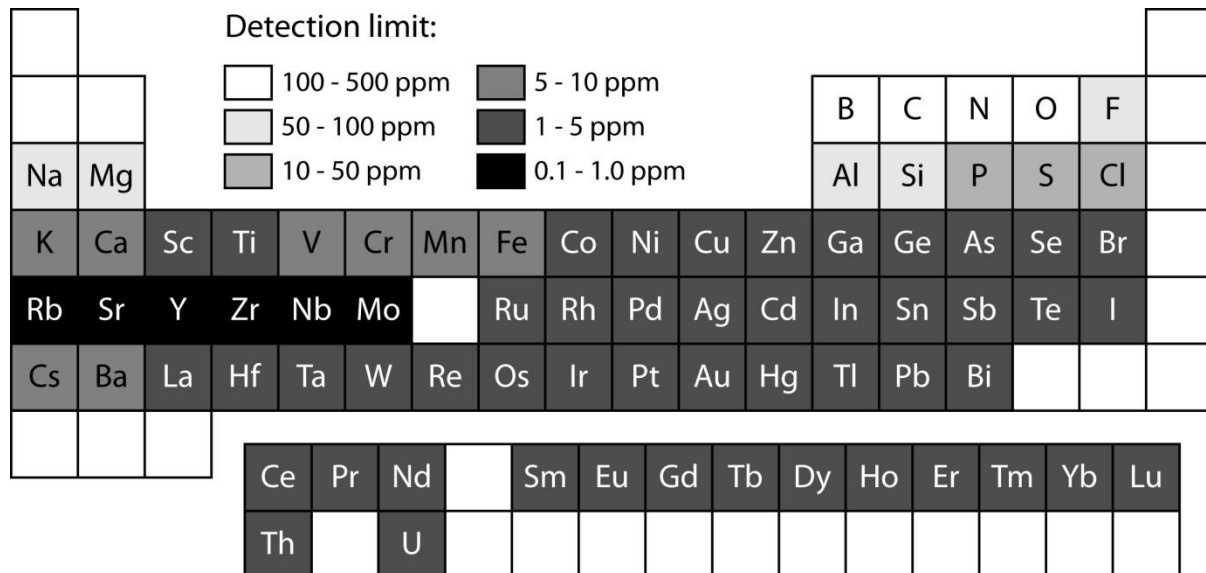 Detection limit:
100 - 500 ppm 5 - 10 ppm
50 - 100 ppm 1 - 5 ppm
10 - 50 ppm 0.1 - 1.0 ppm
B C N O F
Na Mg Al Si P S Cl
K Ca Sc Ti V Cr Mn Fe Co Ni Cu Zn Ga Ge As Se Br
Rb Sr Y Zr Nb Mo Ru Rh Pd Ag Cd In Sn Sb Te I
Cs Ba La Hf Ta W Re Os Ir Pt Au Hg Tl Pb Bi
Ce Pr Nd Sm Eu Gd Tb Dy Ho Er Tm Yb Lu
Th U